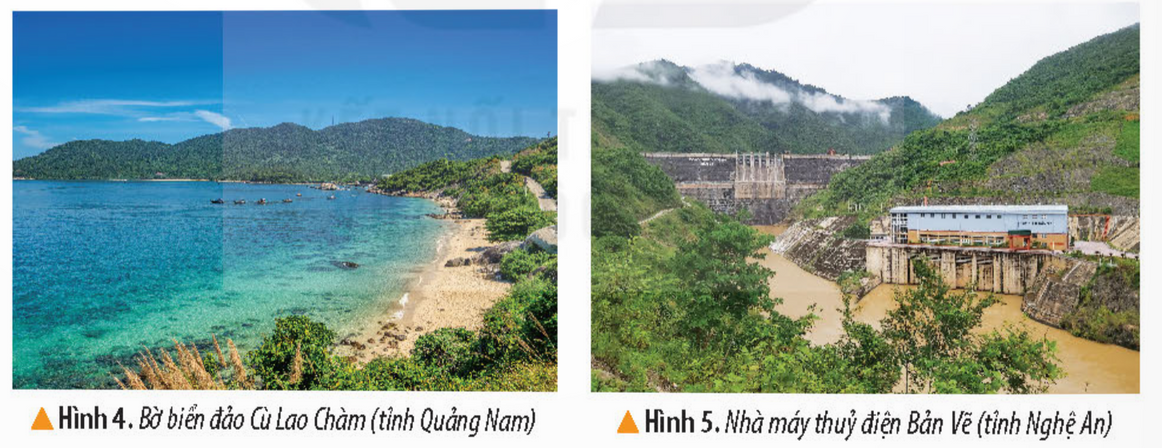 ▲ Hình 4. Bờ biển đảo Cù Lao Chàm (tỉnh Quảng Nam)
▲ Hình 5. Nhà máy thuỷ điện Bản Vẽ (tỉnh Nghệ An)